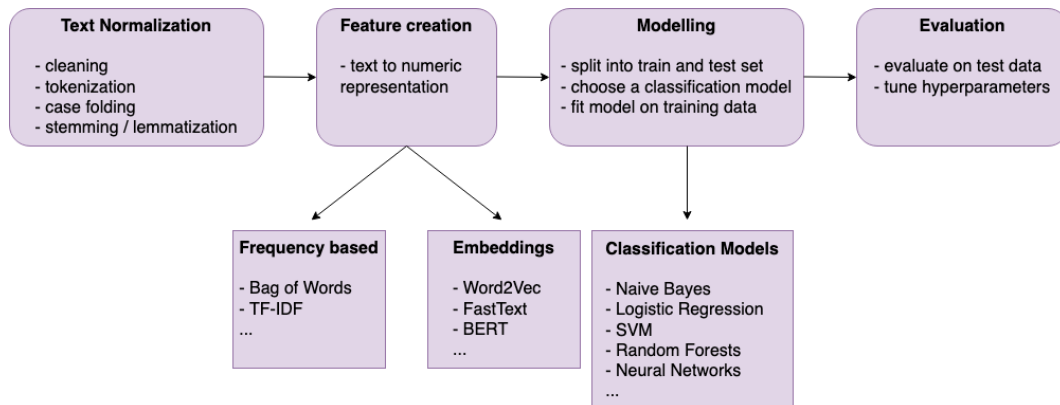 Text Normalization
- cleaning
- tokenization
- case folding
- stemming / lemmatization
Feature creation
- text to numeric
representation
Modelling
- split into train and test set
- choose a classification model
- fit model on training data
Evaluation
- evaluate on test data
- tune hyperparameters
Frequency based
- Bag of Words
- TF-IDF
...
Embeddings
- Word2Vec
- FastText
- BERT
...
Classification Models
- Naive Bayes
- Logistic Regression
- SVM
- Random Forests
- Neural Networks
...